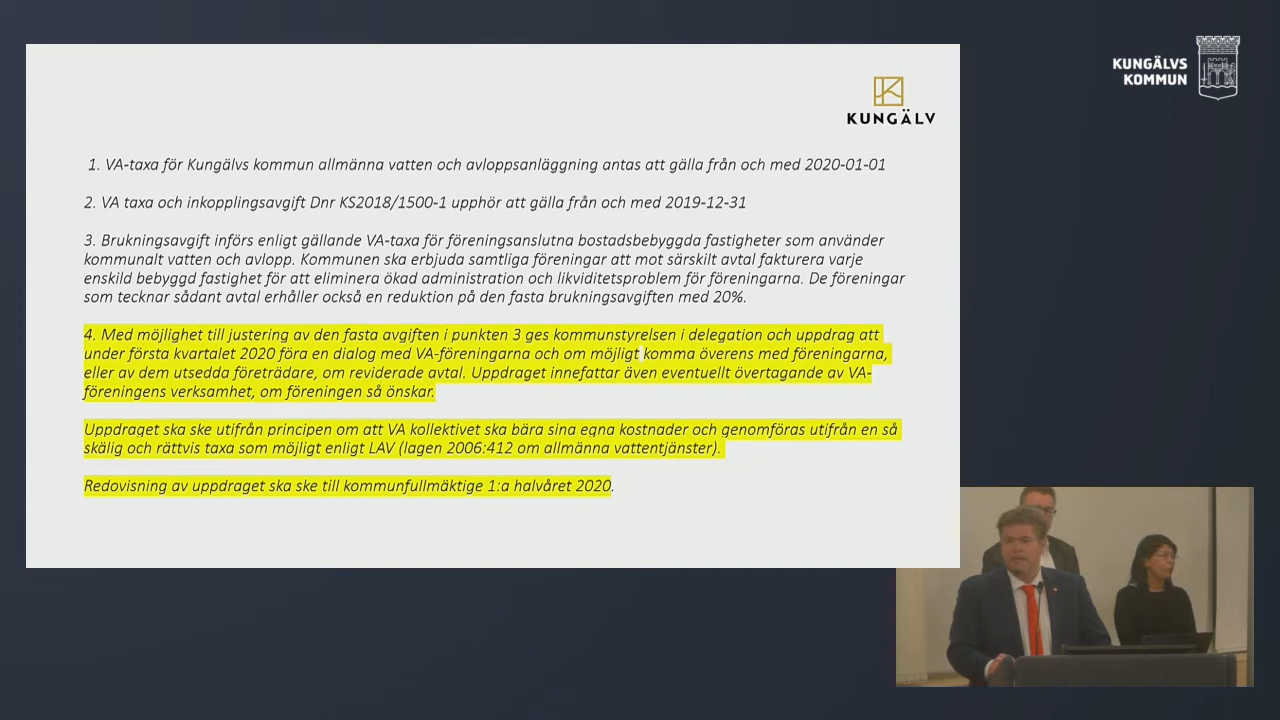 KUNGÄLVS
KOMMUN
KUNGÄLV
1. VA-taxa för Kungälvs kommun allmänna vatten och avloppsanläggning antas att gälla från och med 2020-01-01
2. VA taxa och inkopplingsavgift Dnr KS2018/1500-1 upphör att gälla från och med 2019-12-31
3. Brukningsavgift införs enligt gällande VA-taxa för föreningsanslutna bostadsbebyggda fastigheter som använder
kommunalt vatten och avlopp. Kommunen ska erbjuda samtliga föreningar att mot särskilt avtal fakturera varje
enskild bebyggd fastighet för att eliminera ökad administration och likviditetsproblem för föreningarna. De föreningar
som tecknar sådant avtal erhåller också en reduktion på den fasta brukningsavgiften med 20%.
4. Med möjlighet till justering av den fasta avgiften i punkten 3 ges kommunstyrelsen i delegation och uppdrag att
under första kvartalet 2020 föra en dialog med VA-föreningarna och om möjligt komma överens med föreningarna,
eller av dem utsedda företrädare, om reviderade avtal. Uppdraget innefattar även eventuellt övertagande av VA-
föreningens verksamhet, om föreningen så önskar.
Uppdraget ska ske utifrån principen om att VA kollektivet ska bära sina egna kostnader och genomföras utifrån en så
skälig och rättvis taxa som möjligt enligt LAV (lagen 2006:412 om allmänna vattentjänster).
Redovisning av uppdraget ska ske till kommunfullmäktige 1:a halvåret 2020.